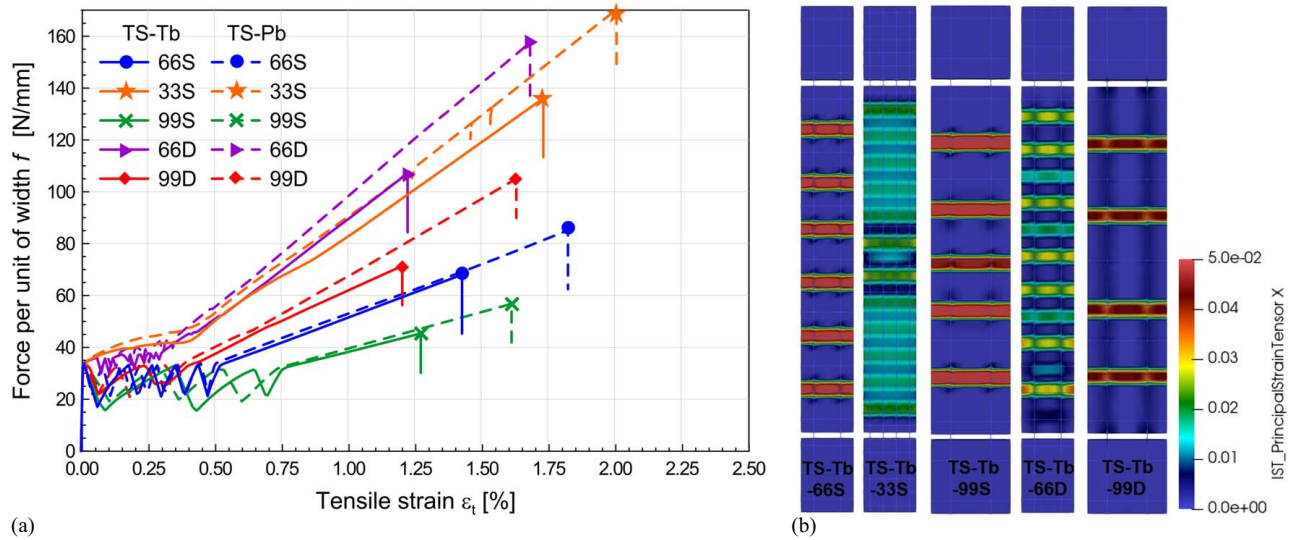 160
140
120
100
80
60
40
20
0
Force per unit of width f [N/mm]
TS-Tb TS-Pb
66S 66S
33S 33S
99S 99S
66D 66D
99D 99D
0.00 0.25 0.50 0.75 1.00 1.25 1.50 1.75 2.00 2.25 2.50
Tensile strain εt [%]
(a)
TS-Tb
-66S
TS-Tb
-33S
TS-Tb
-99S
TS-Tb
-66D
TS-Tb
-99D
5.0e-02
0.04
0.03
0.02
0.01
0.0e+00
IST_PrincipalStrainTensor X
(b)